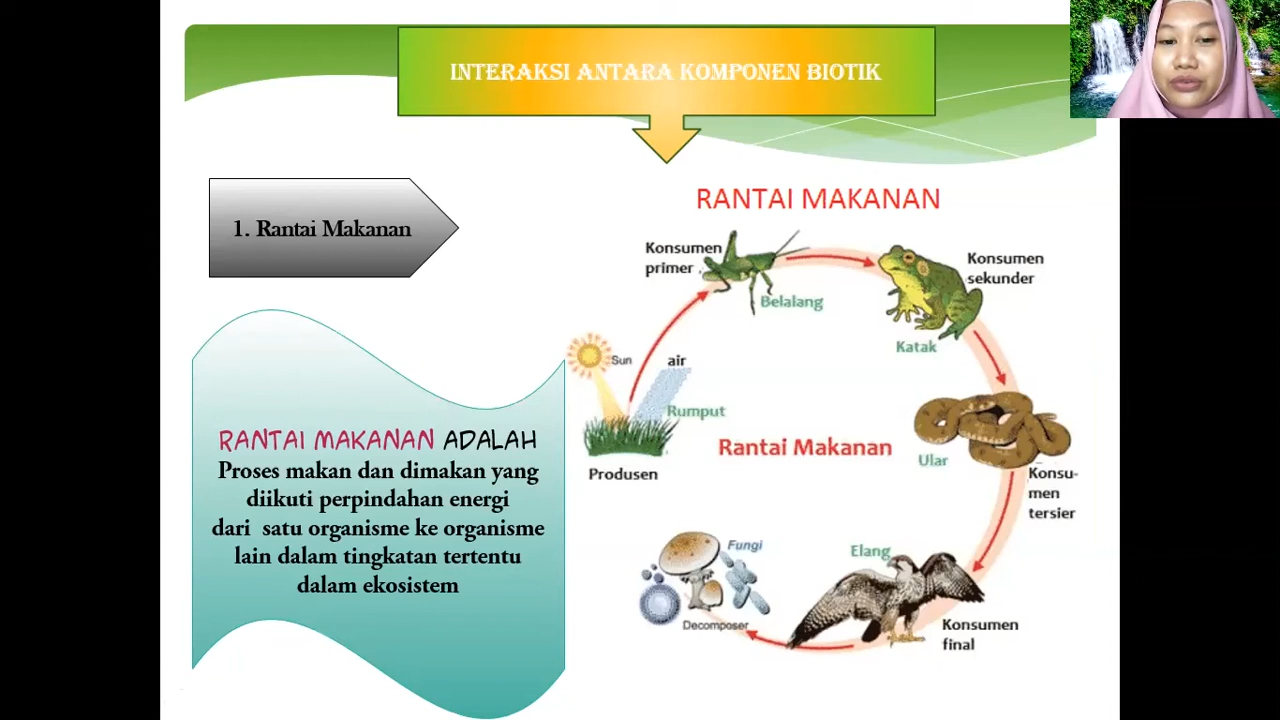 INTERAKSI ANTARA KOMPONEN BIOTIK
1. Rantai Makanan
RANTAI MAKANAN ADALAH
Proses makan dan dimakan yang
diikuti perpindahan energi
dari satu organisme ke organisme
lain dalam tingkatan tertentu
dalam ekosistem
RANTAI MAKANAN
Konsumen
primer
Belalang
Konsumen
sekunder
Katak
Sun
air
Rumput
Produsen
Rantai Makanan
Ular
Konsu-
men
tersier
Elang
Konsumen
final
Fungi
Decomposer